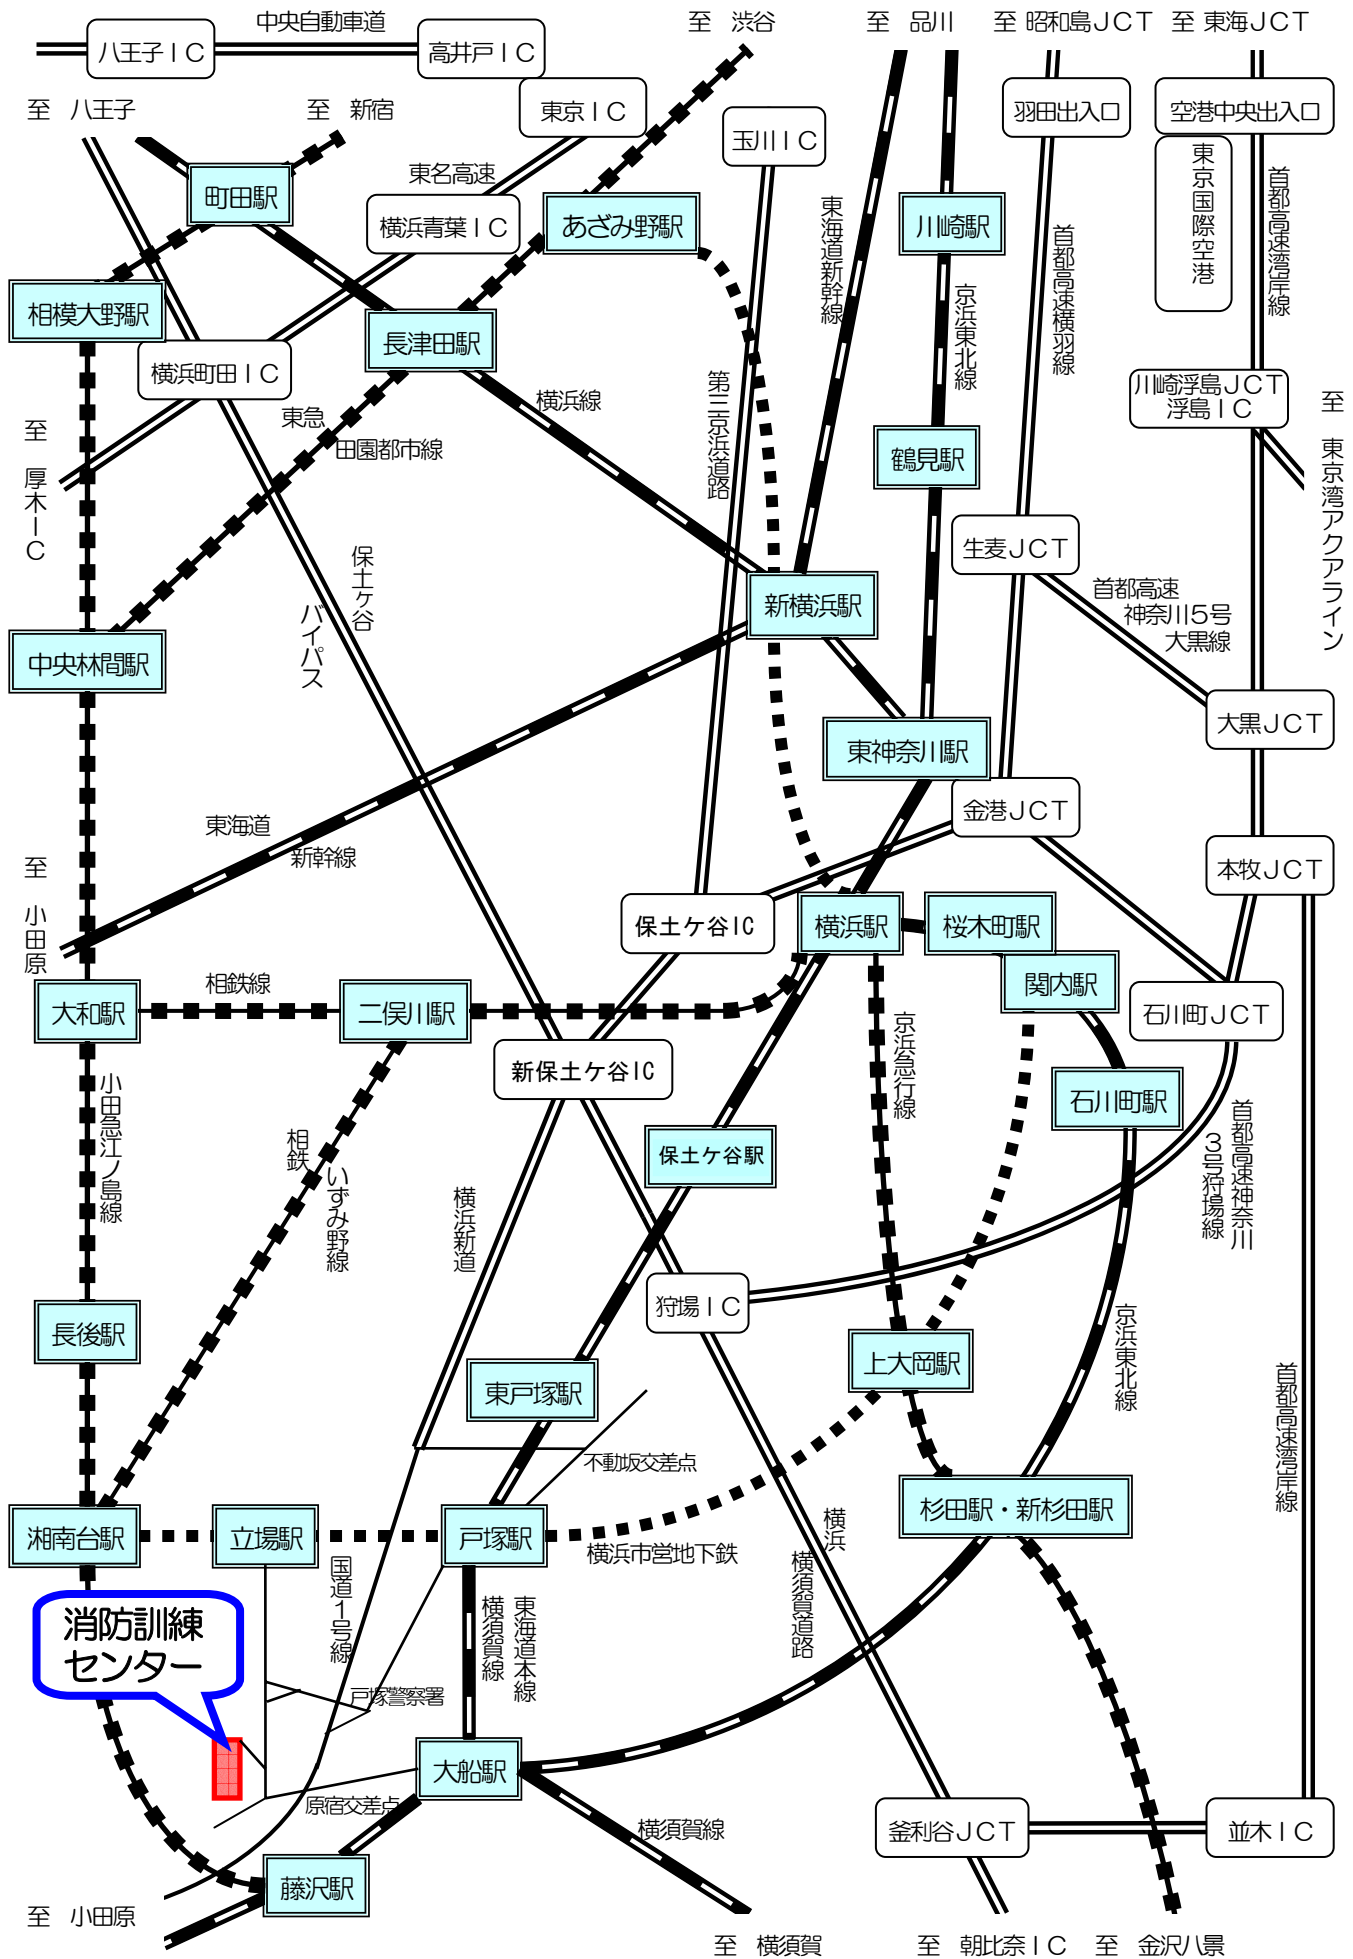 中央自動車道
至　渋谷
至　品川
至 昭和島ＪＣＴ
至 東海ＪＣＴ
八王子ＩＣ
高井戸ＩＣ
至　八王子
至　新宿
東京ＩＣ
玉川ＩＣ
羽田出入口
空港中央出入口
東京国際空港
東名高速
町田駅
横浜青葉ＩＣ
あざみ野駅
東海道新幹線
川崎駅
首都高速横羽線
首都高速湾岸線
京浜東北線
相模大野駅
長津田駅
横浜町田ＩＣ
第三京浜道路
川崎浮島ＪＣＴ
浮島ＩＣ
横浜線
東急
田園都市線
至　厚木ＩＣ
至　東京湾アクアライン
鶴見駅
生麦ＪＣＴ
保土ヶ谷
バイパス
新横浜駅
首都高速
神奈川５号
大黒線
中央林間駅
大黒ＪＣＴ
東神奈川駅
金港ＪＣＴ
東海道
新幹線
至　小田原
本牧ＪＣＴ
保土ケ谷IC
横浜駅
桜木町駅
関内駅
相鉄線
大和駅
二俣川駅
石川町ＪＣＴ
新保土ケ谷IC
京浜急行線
石川町駅
小田急江ノ島線
相鉄
いずみ野線
保土ケ谷駅
首都高速神奈川
３号狩場線
横浜新道
狩場ＩＣ
長後駅
上大岡駅
京浜東北線
東戸塚駅
首都高速湾岸線
不動坂交差点
湘南台駅
立場駅
戸塚駅
杉田駅・新杉田駅
横浜市営地下鉄
横浜
横須賀道路
国道１号線
消防訓練
センター
東海道本線
横須賀線
戸塚警察署
大船駅
原宿交差点
横須賀線
釜利谷ＪＣＴ
並木ＩＣ
藤沢駅
至　小田原
至　横須賀
至　朝比奈ＩＣ
至　金沢八景